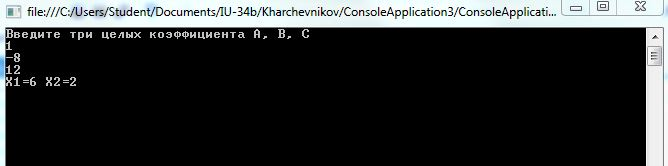 file:///C:/Users/Student/Documents/IU-34b/Kharchevnikov/ConsoleApplication3/ConsoleApplicati...
Введите три целых коэффициента A, B, C
1
-8
12
X1=6 X2=2